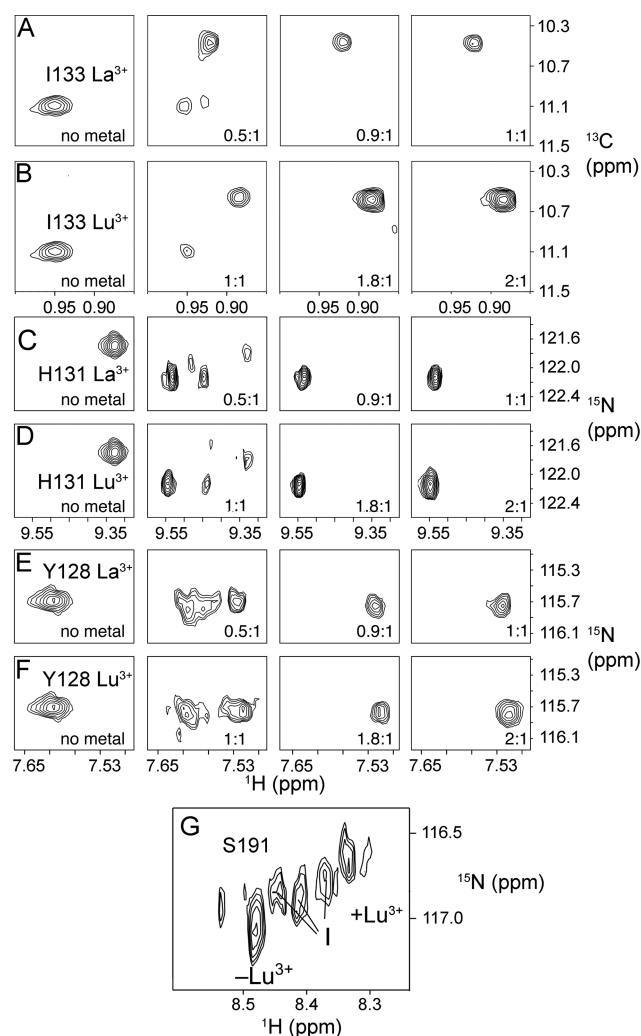 A
I133 La³⁺
no metal
0.5:1
0.9:1
1:1
10.3
10.7
11.1
11.5
¹³C
(ppm)
B
I133 Lu³⁺
no metal
1:1
1.8:1
2:1
10.3
10.7
11.1
11.5
0.95 0.90
0.95 0.90
0.95 0.90
0.95 0.90
C
H131 La³⁺
no metal
0.5:1
0.9:1
1:1
121.6
122.0
122.4
¹⁵N
(ppm)
D
H131 Lu³⁺
no metal
1:1
1.8:1
2:1
121.6
122.0
122.4
9.55 9.35
9.55 9.35
9.55 9.35
9.55 9.35
E
Y128 La³⁺
no metal
0.5:1
0.9:1
1:1
115.3
115.7
116.1
¹⁵N
(ppm)
F
Y128 Lu³⁺
no metal
1:1
1.8:1
2:1
115.3
115.7
116.1
7.65 7.53
7.65 7.53
7.65 7.53
7.65 7.53
¹H (ppm)
G
S191
116.5
117.0
¹⁵N (ppm)
I
+Lu³⁺
–Lu³⁺
8.5 8.4 8.3
¹H (ppm)